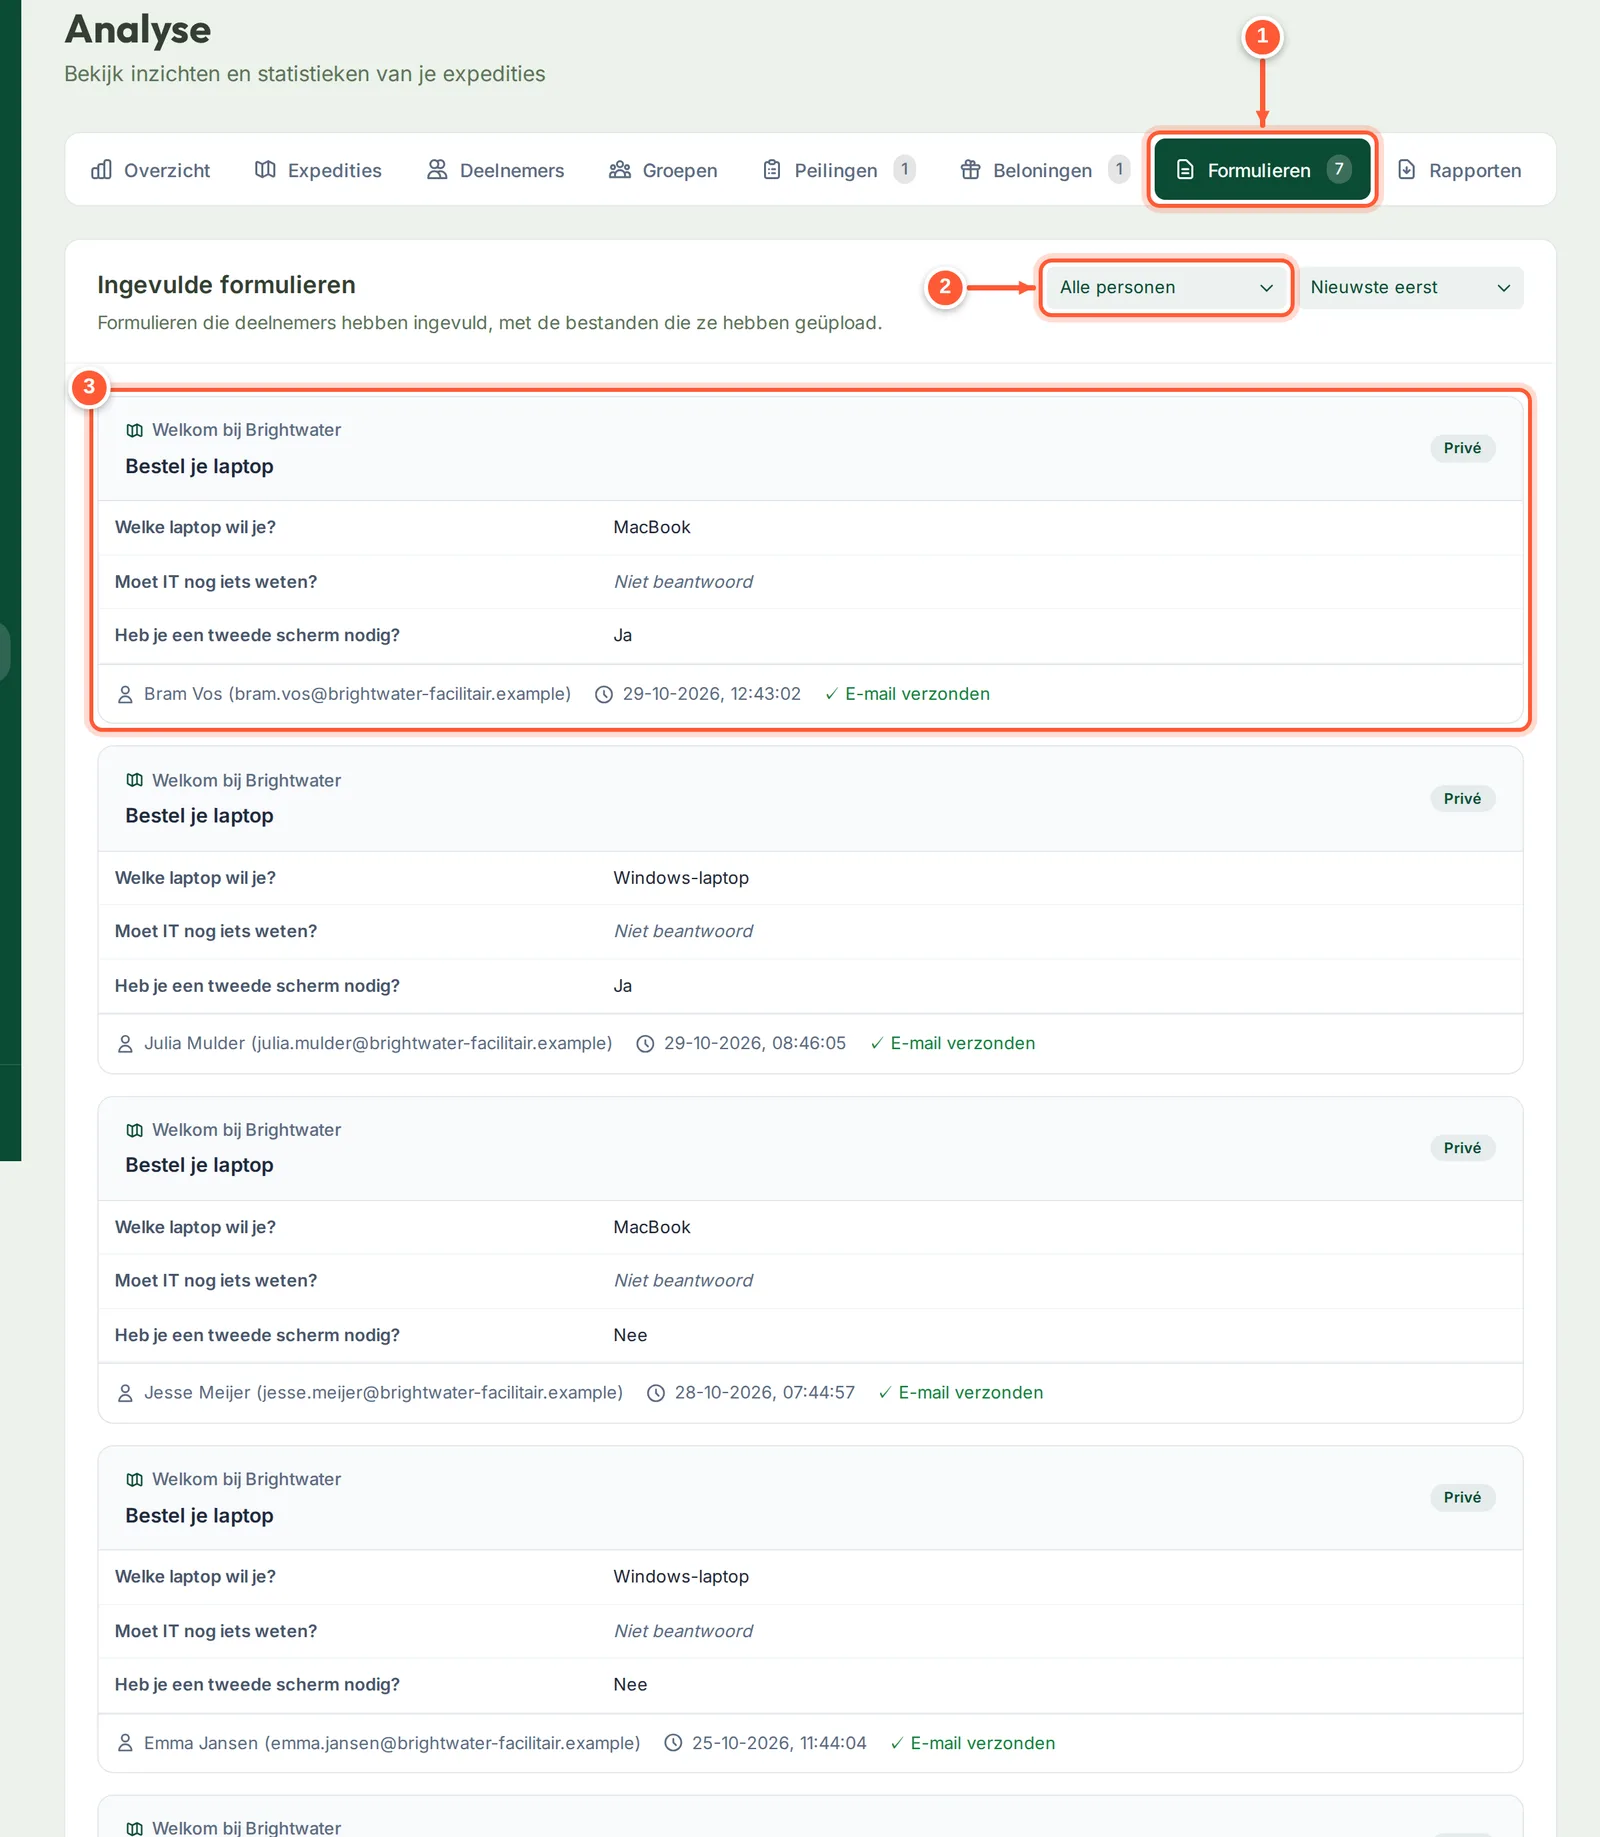 Analyse
Bekijk inzichten en statistieken van je expedities
1
Overzicht Expedities Deelnemers Groepen Peilingen 1 Beloningen 1 Formulieren 7 Rapporten
Ingevulde formulieren
2 Alle personen Nieuwste eerst
Formulieren die deelnemers hebben ingevuld, met de bestanden die ze hebben geüpload.
3
Welkom bij Brightwater
Bestel je laptop
Privé
Welke laptop wil je? MacBook
Moet IT nog iets weten? Niet beantwoord
Heb je een tweede scherm nodig? Ja
Bram Vos (bram.vos@brightwater-facilitair.example) 29-10-2026, 12:43:02 ✓ E-mail verzonden
Welkom bij Brightwater
Bestel je laptop
Privé
Welke laptop wil je? Windows-laptop
Moet IT nog iets weten? Niet beantwoord
Heb je een tweede scherm nodig? Ja
Julia Mulder (julia.mulder@brightwater-facilitair.example) 29-10-2026, 08:46:05 ✓ E-mail verzonden
Welkom bij Brightwater
Bestel je laptop
Privé
Welke laptop wil je? MacBook
Moet IT nog iets weten? Niet beantwoord
Heb je een tweede scherm nodig? Nee
Jesse Meijer (jesse.meijer@brightwater-facilitair.example) 28-10-2026, 07:44:57 ✓ E-mail verzonden
Welkom bij Brightwater
Bestel je laptop
Privé
Welke laptop wil je? Windows-laptop
Moet IT nog iets weten? Niet beantwoord
Heb je een tweede scherm nodig? Nee
Emma Jansen (emma.jansen@brightwater-facilitair.example) 25-10-2026, 11:44:04 ✓ E-mail verzonden
Welkom bij Brightwater